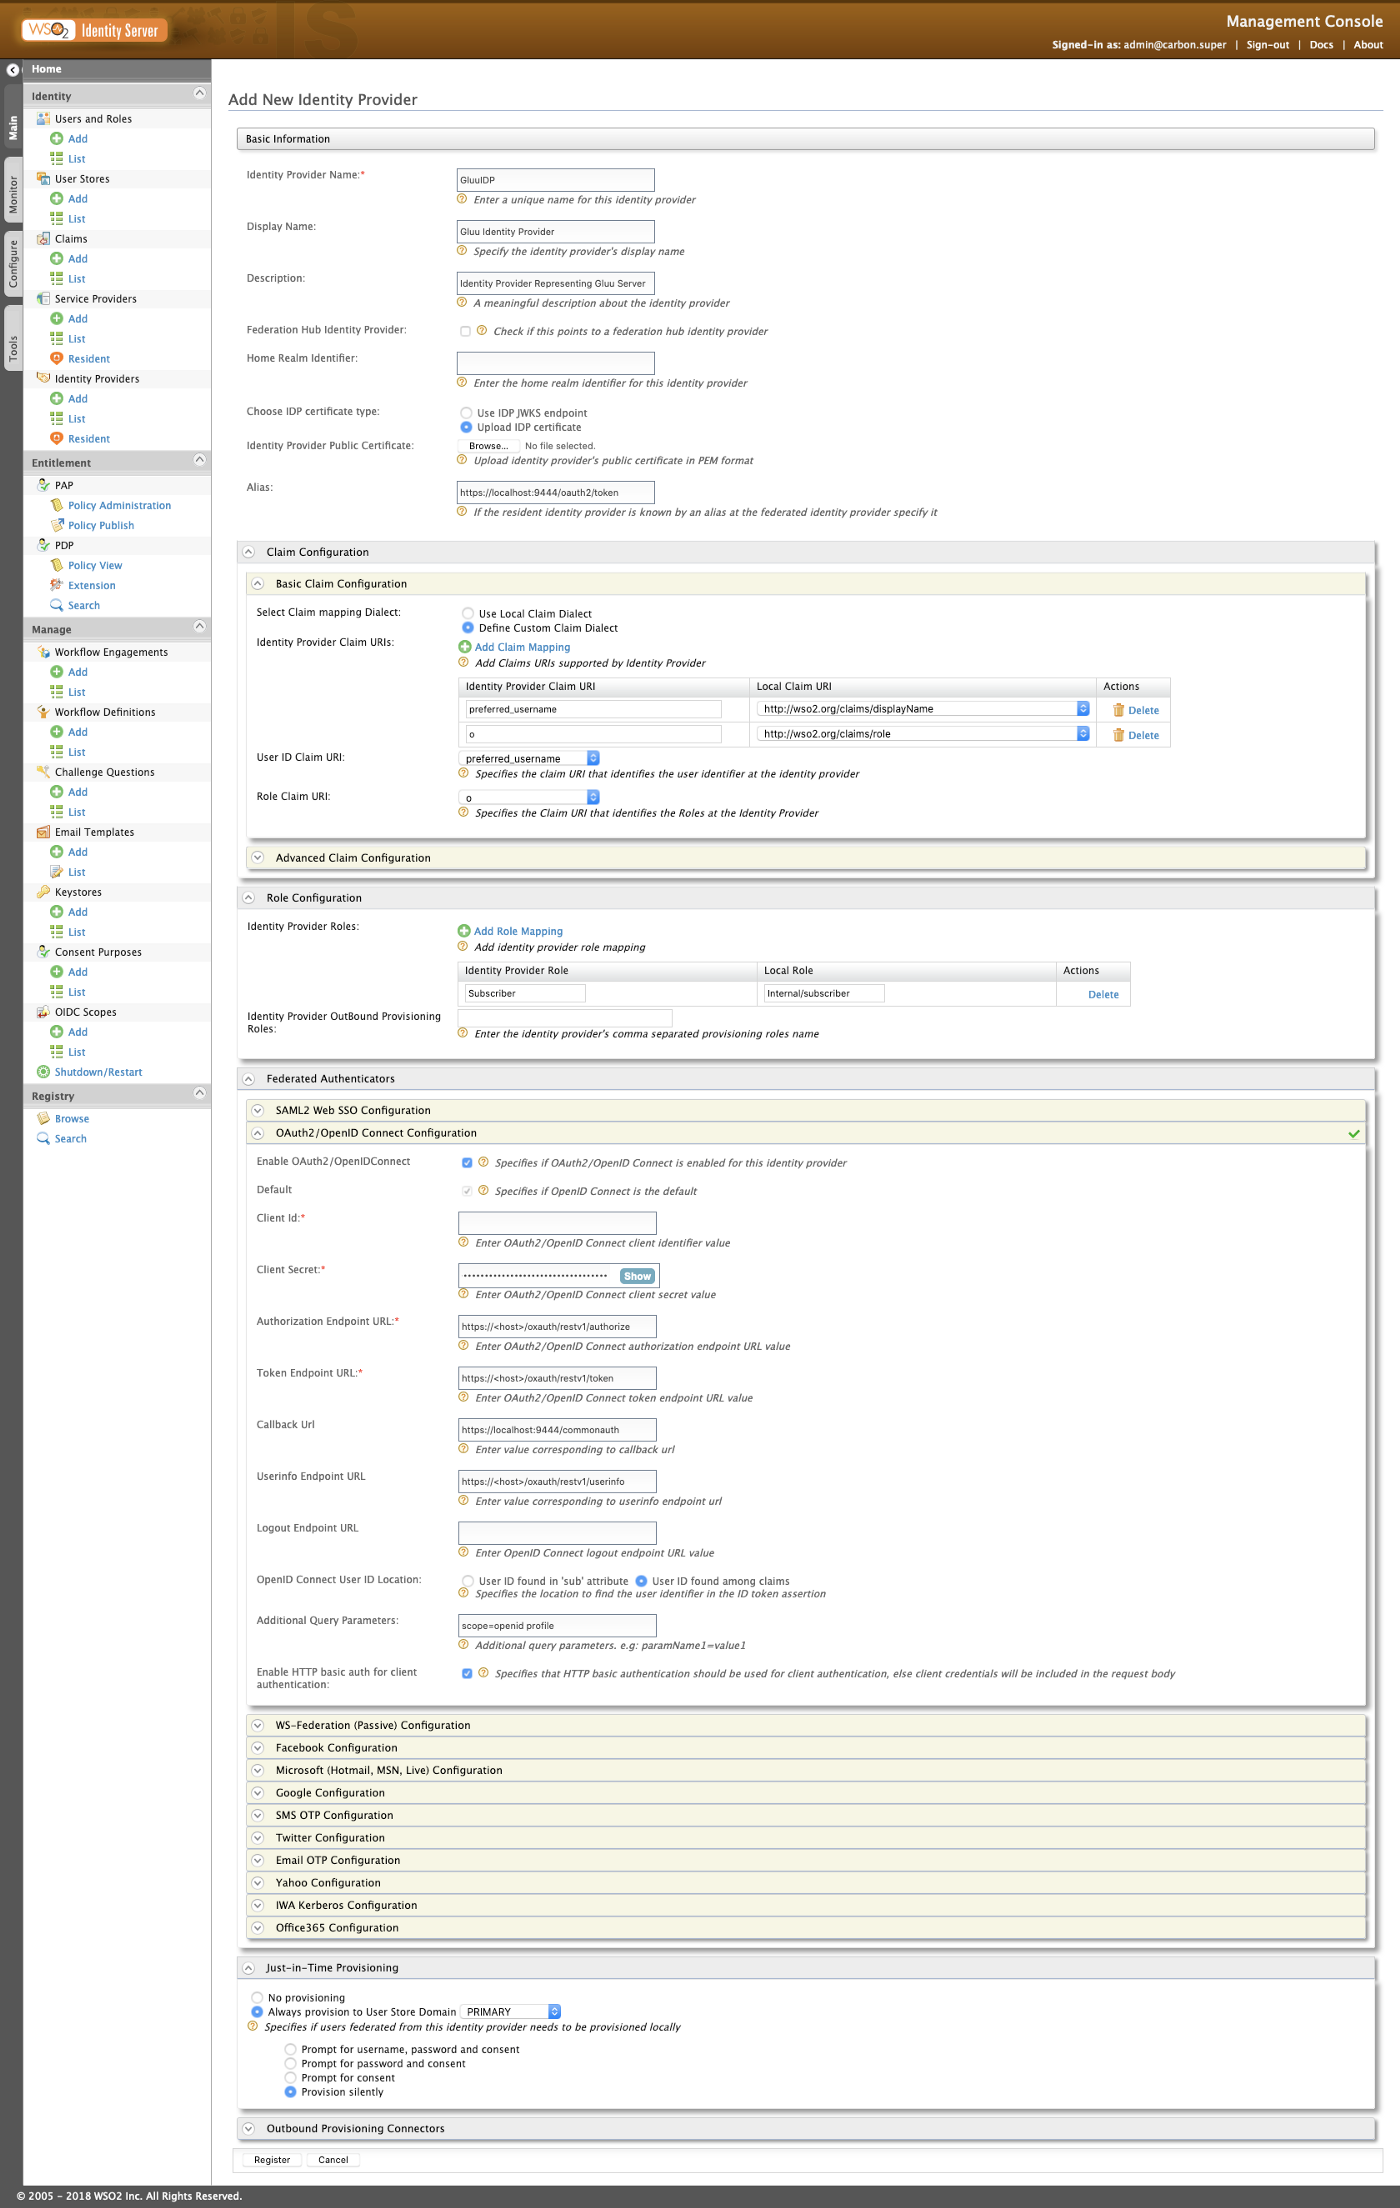 WSO2 Identity Server
Management Console
Signed-in as: admin@carbon.super | Sign-out | Docs | About
Main
Monitor
Configure
Tools
Home
Identity
Users and Roles
Add
List
User Stores
Add
List
Claims
Add
List
Service Providers
Add
List
Resident
Identity Providers
Add
List
Resident
Entitlement
PAP
Policy Administration
Policy Publish
PDP
Policy View
Extension
Search
Manage
Workflow Engagements
Add
List
Workflow Definitions
Add
List
Challenge Questions
Add
List
Email Templates
Add
List
Keystores
Add
List
Consent Purposes
Add
List
OIDC Scopes
Add
List
Shutdown/Restart
Registry
Browse
Search
Add New Identity Provider
Basic Information
Identity Provider Name:* GluuIDP
Enter a unique name for this identity provider
Display Name: Gluu Identity Provider
Specify the identity provider's display name
Description: Identity Provider Representing Gluu Server
A meaningful description about the identity provider
Federation Hub Identity Provider: Check if this points to a federation hub identity provider
Home Realm Identifier:
Enter the home realm identifier for this identity provider
Choose IDP certificate type: Use IDP JWKS endpoint
Upload IDP certificate
Identity Provider Public Certificate: Browse... No file selected.
Upload identity provider's public certificate in PEM format
Alias: https://localhost:9444/oauth2/token
If the resident identity provider is known by an alias at the federated identity provider specify it
Claim Configuration
Basic Claim Configuration
Select Claim mapping Dialect: Use Local Claim Dialect
Define Custom Claim Dialect
Identity Provider Claim URIs: Add Claim Mapping
Add Claims URIs supported by Identity Provider
Identity Provider Claim URI Local Claim URI Actions
preferred_username http://wso2.org/claims/displayName Delete
o http://wso2.org/claims/role Delete
User ID Claim URI: preferred_username
Specifies the claim URI that identifies the user identifier at the identity provider
Role Claim URI: o
Specifies the Claim URI that identifies the Roles at the Identity Provider
Advanced Claim Configuration
Role Configuration
Identity Provider Roles: Add Role Mapping
Add identity provider role mapping
Identity Provider Role Local Role Actions
Subscriber Internal/subscriber Delete
Identity Provider OutBound Provisioning
Roles:
Enter the identity provider's comma separated provisioning roles name
Federated Authenticators
SAML2 Web SSO Configuration
OAuth2/OpenID Connect Configuration
Enable OAuth2/OpenIDConnect Specifies if OAuth2/OpenID Connect is enabled for this identity provider
Default Specifies if OpenID Connect is the default
Client Id:*
Enter OAuth2/OpenID Connect client identifier value
Client Secret:* Show
Enter OAuth2/OpenID Connect client secret value
Authorization Endpoint URL:* https://<host>/oxauth/restv1/authorize
Enter OAuth2/OpenID Connect authorization endpoint URL value
Token Endpoint URL:* https://<host>/oxauth/restv1/token
Enter OAuth2/OpenID Connect token endpoint URL value
Callback Url https://localhost:9444/commonauth
Enter value corresponding to callback url
Userinfo Endpoint URL https://<host>/oxauth/restv1/userinfo
Enter value corresponding to userinfo endpoint url
Logout Endpoint URL
Enter OpenID Connect logout endpoint URL value
OpenID Connect User ID Location: User ID found in 'sub' attribute User ID found among claims
Specifies the location to find the user identifier in the ID token assertion
Additional Query Parameters: scope=openid profile
Additional query parameters. e.g: paramName1=value1
Enable HTTP basic auth for client
authentication: Specifies that HTTP basic authentication should be used for client authentication, else client credentials will be included in the request body
WS-Federation (Passive) Configuration
Facebook Configuration
Microsoft (Hotmail, MSN, Live) Configuration
Google Configuration
SMS OTP Configuration
Twitter Configuration
Email OTP Configuration
Yahoo Configuration
IWA Kerberos Configuration
Office365 Configuration
Just-in-Time Provisioning
No provisioning
Always provision to User Store Domain PRIMARY
Specifies if users federated from this identity provider needs to be provisioned locally
Prompt for username, password and consent
Prompt for password and consent
Prompt for consent
Provision silently
Outbound Provisioning Connectors
Register Cancel
© 2005 - 2018 WSO2 Inc. All Rights Reserved.